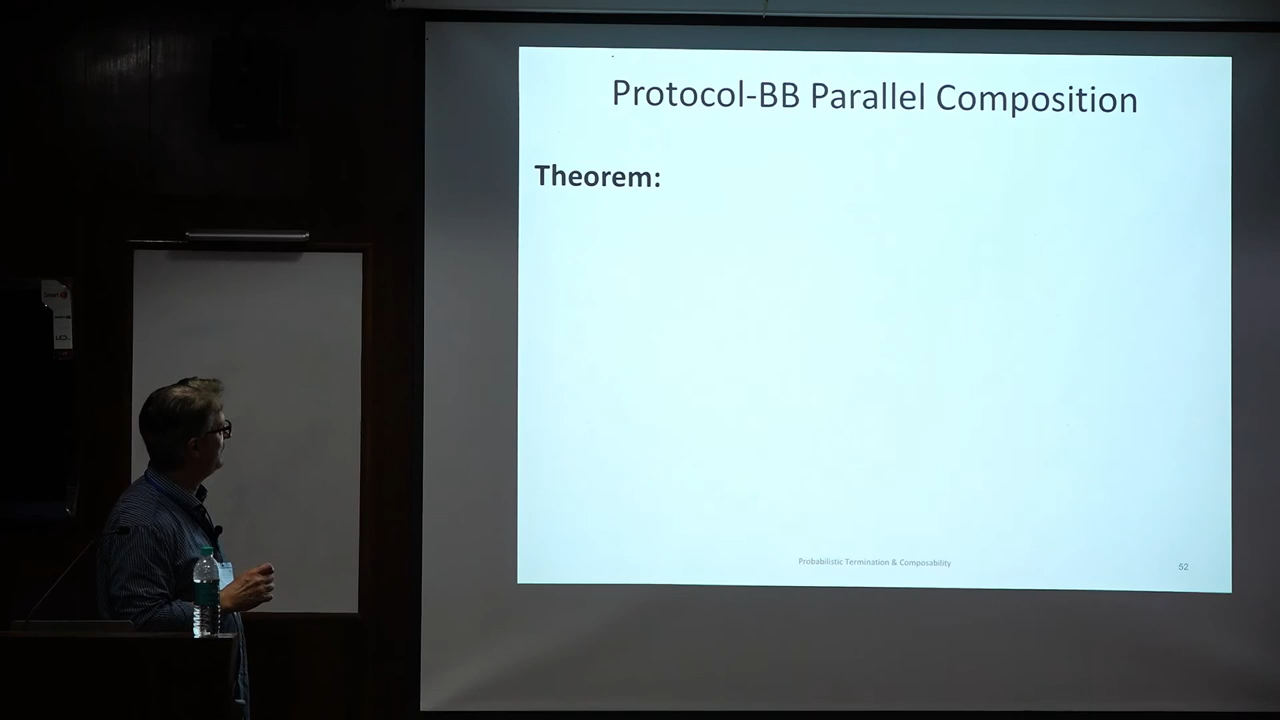 Protocol-BB Parallel Composition
Theorem:
Probabilistic Termination & Composability
52